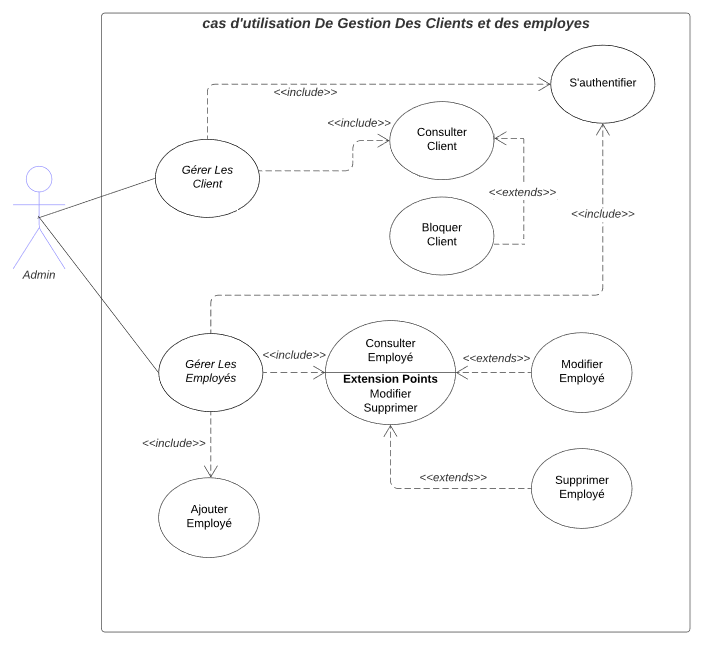 cas d'utilisation De Gestion Des Clients et des employes
S'authentifier
<<include>>
<<include>>
Consulter
Client
Gérer Les
Client
<<extends>>
<<include>>
Bloquer
Client
Admin
Gérer Les
Employés
<<include>>
Consulter
Employé
Extension Points
Modifier
Supprimer
<<extends>>
Modifier
Employé
<<include>>
<<extends>>
Supprimer
Employé
Ajouter
Employé